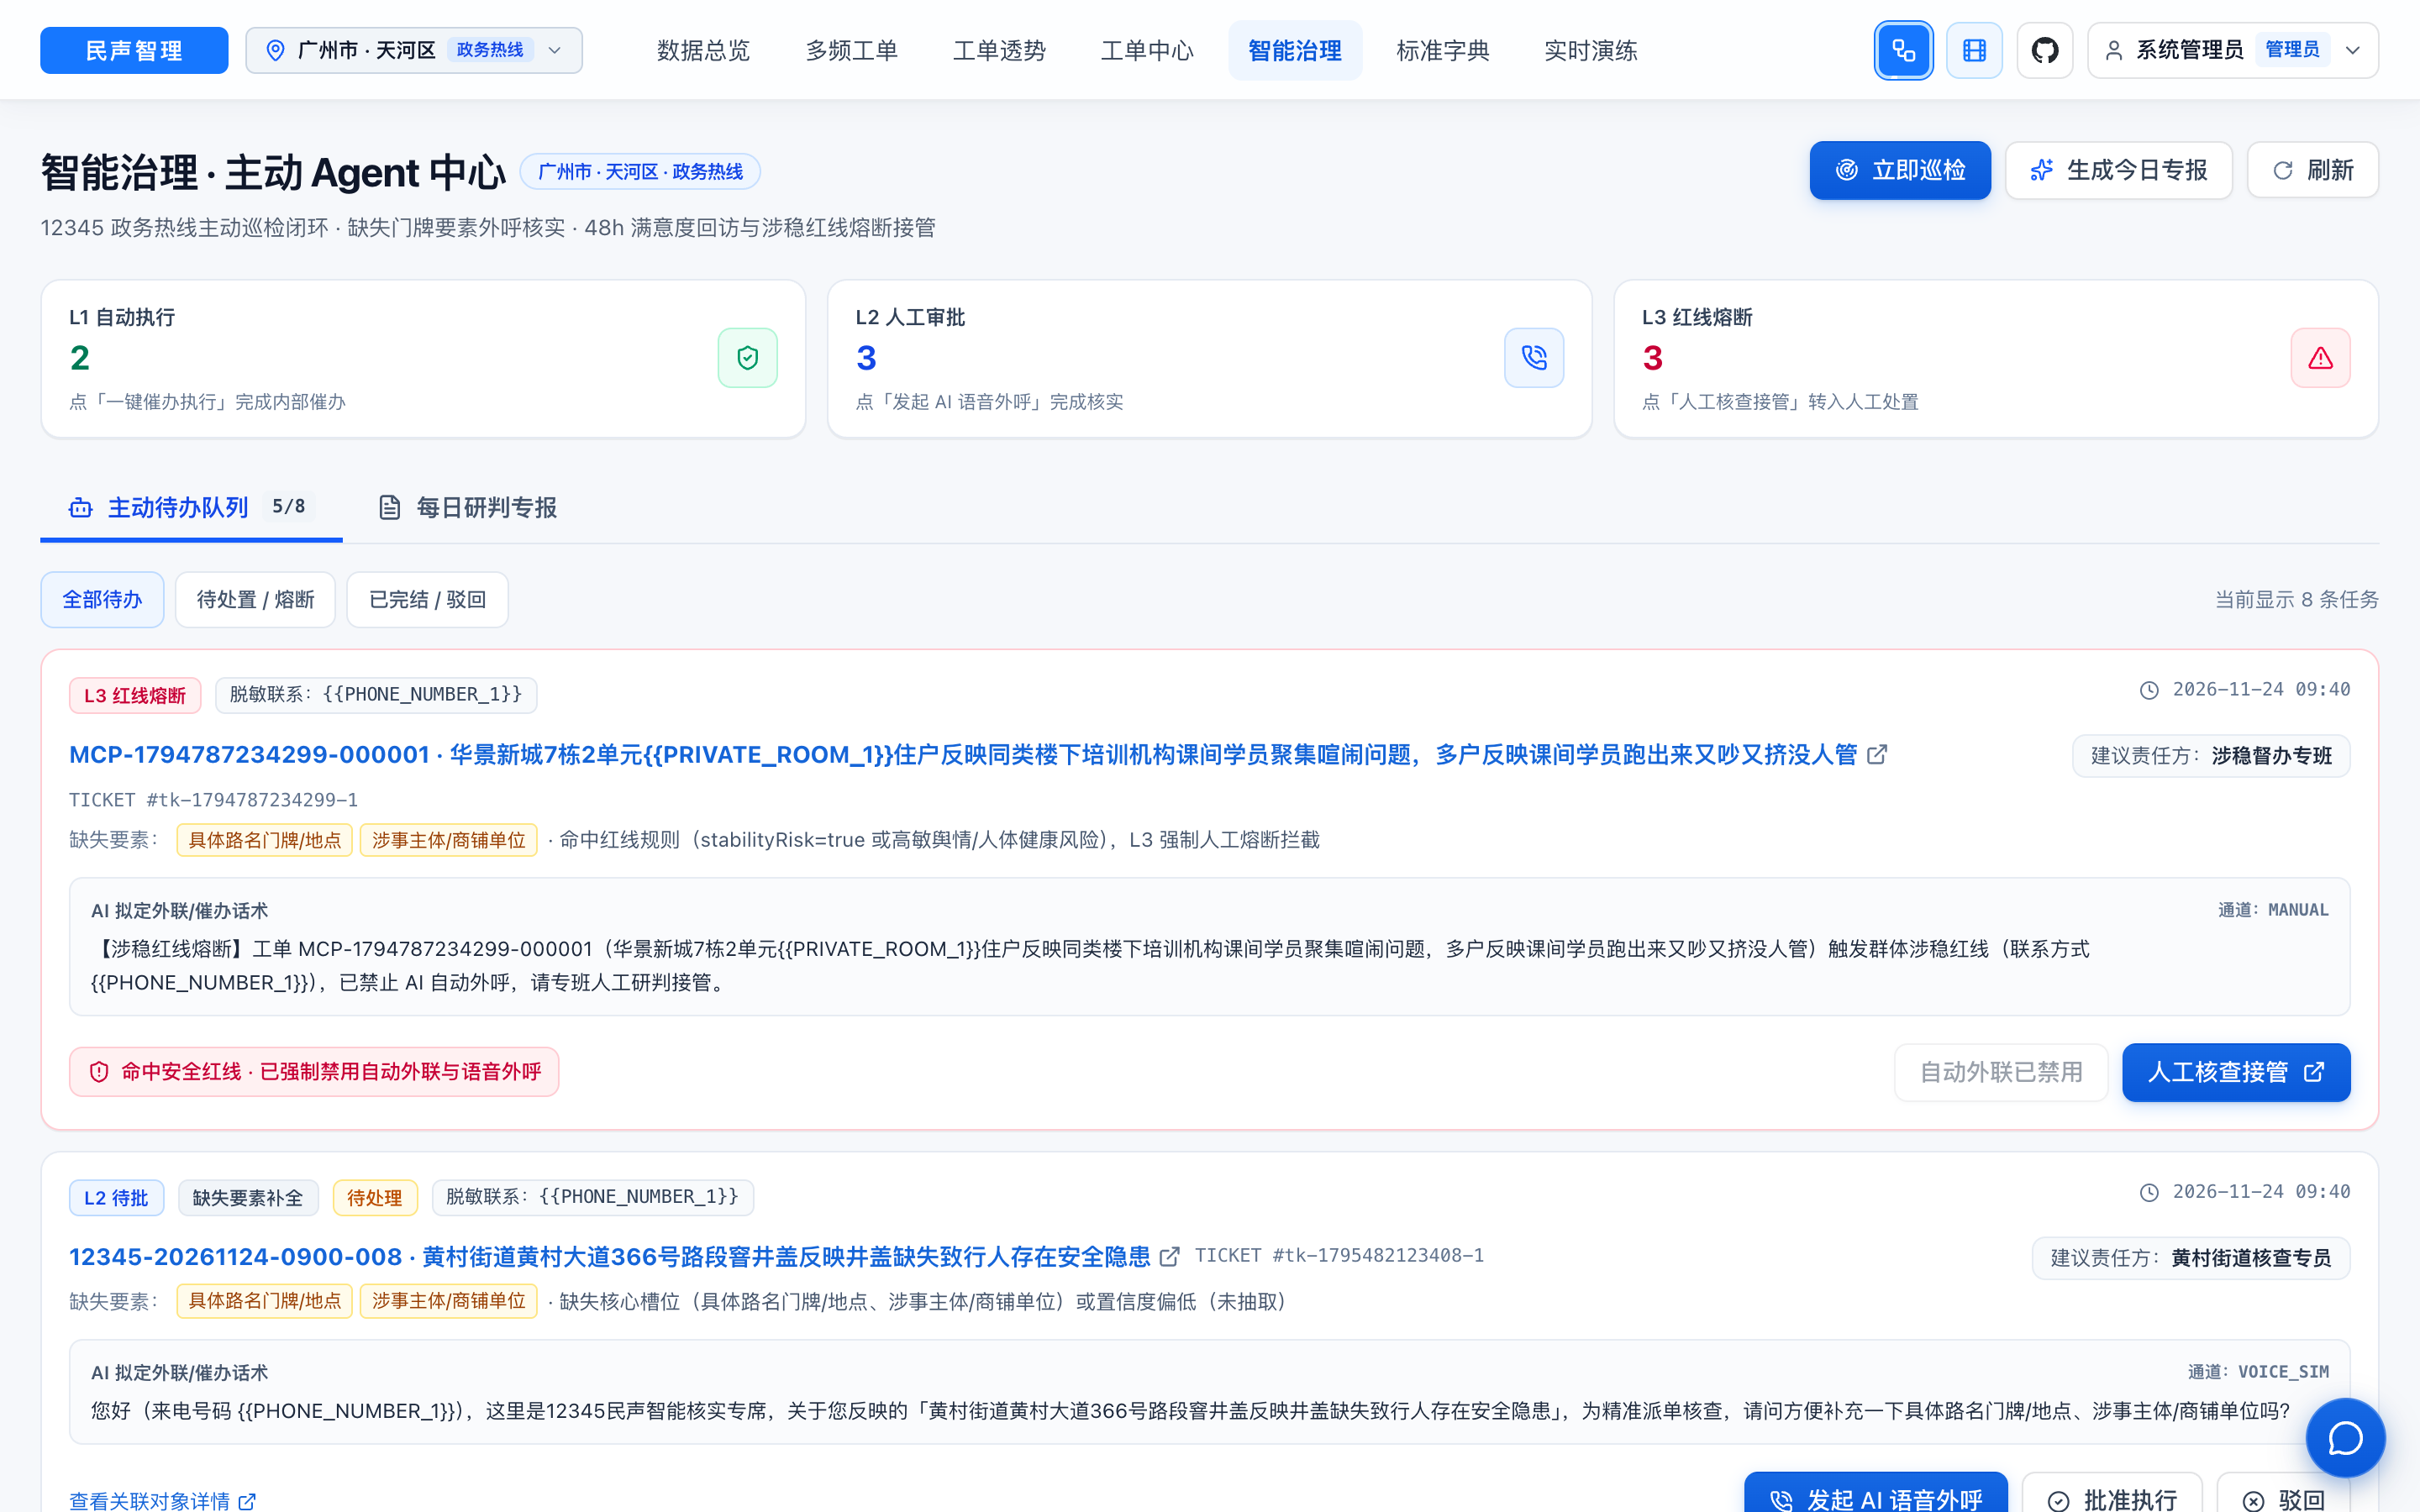 民声智理
广州市 · 天河区 政务热线
数据总览 多频工单 工单透势 工单中心 智能治理 标准字典 实时演练
系统管理员 管理员
智能治理 · 主动 Agent 中心 广州市 · 天河区 · 政务热线
12345 政务热线主动巡检闭环 · 缺失门牌要素外呼核实 · 48h 满意度回访与涉稳红线熔断接管
立即巡检 生成今日专报 刷新
L1 自动执行
2
点「一键催办执行」完成内部催办
L2 人工审批
3
点「发起 AI 语音外呼」完成核实
L3 红线熔断
3
点「人工核查接管」转入人工处置
主动待办队列 5/8 每日研判专报
全部待办 待处置 / 熔断 已完结 / 驳回 当前显示 8 条任务
L3 红线熔断 脱敏联系：{{PHONE_NUMBER_1}} 2026-11-24 09:40
MCP-1794787234299-000001 · 华景新城7栋2单元{{PRIVATE_ROOM_1}}住户反映同类楼下培训机构课间学员聚集喧闹问题，多户反映课间学员跑出来又吵又挤没人管 建议责任方：涉稳督办专班
TICKET #tk-1794787234299-1
缺失要素： 具体路名门牌/地点 涉事主体/商铺单位 · 命中红线规则（stabilityRisk=true 或高敏舆情/人体健康风险），L3 强制人工熔断拦截
AI 拟定外联/催办话术 通道：MANUAL
【涉稳红线熔断】工单 MCP-1794787234299-000001（华景新城7栋2单元{{PRIVATE_ROOM_1}}住户反映同类楼下培训机构课间学员聚集喧闹问题，多户反映课间学员跑出来又吵又挤没人管）触发群体涉稳红线（联系方式
{{PHONE_NUMBER_1}}），已禁止 AI 自动外呼，请专班人工研判接管。
命中安全红线 · 已强制禁用自动外联与语音外呼 自动外联已禁用 人工核查接管
L2 待批 缺失要素补全 待处理 脱敏联系：{{PHONE_NUMBER_1}} 2026-11-24 09:40
12345-20261124-0900-008 · 黄村街道黄村大道366号路段窨井盖反映井盖缺失致行人存在安全隐患 TICKET #tk-1795482123408-1 建议责任方：黄村街道核查专员
缺失要素： 具体路名门牌/地点 涉事主体/商铺单位 · 缺失核心槽位（具体路名门牌/地点、涉事主体/商铺单位）或置信度偏低（未抽取）
AI 拟定外联/催办话术 通道：VOICE_SIM
您好（来电号码 {{PHONE_NUMBER_1}}），这里是12345民声智能核实专席，关于您反映的「黄村街道黄村大道366号路段窨井盖反映井盖缺失致行人存在安全隐患」，为精准派单核查，请问方便补充一下具体路名门牌/地点、涉事主体/商铺单位吗？
查看关联对象详情 发起 AI 语音外呼 批准执行 驳回